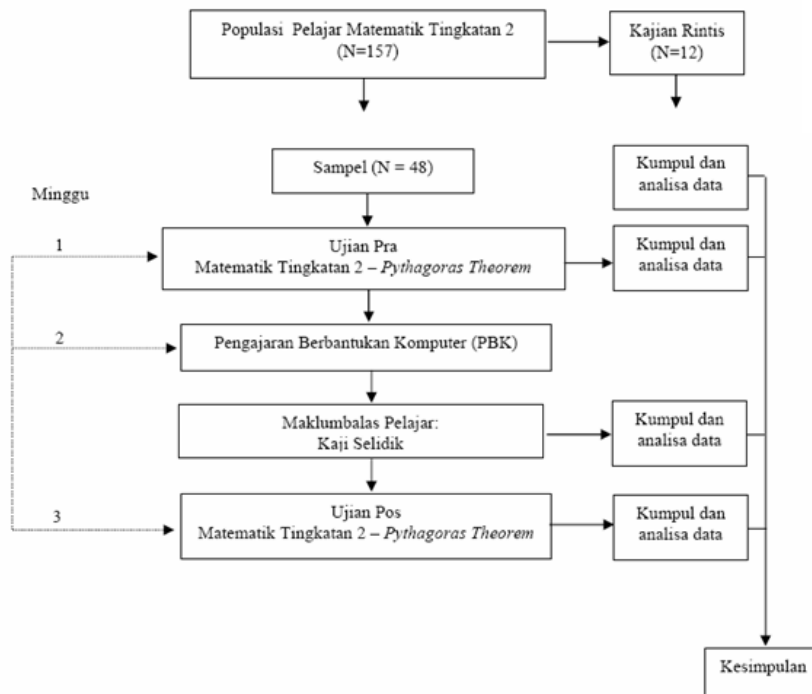 Populasi Pelajar Matematik Tingkatan 2
(N=157)
Kajian Rintis
(N=12)
Sampel (N = 48)
Kumpul dan
analisa data
Minggu
1
Ujian Pra
Matematik Tingkatan 2 – Pythagoras Theorem
Kumpul dan
analisa data
2
Pengajaran Berbantukan Komputer (PBK)
Maklumbalas Pelajar:
Kaji Selidik
Kumpul dan
analisa data
3
Ujian Pos
Matematik Tingkatan 2 – Pythagoras Theorem
Kumpul dan
analisa data
Kesimpulan